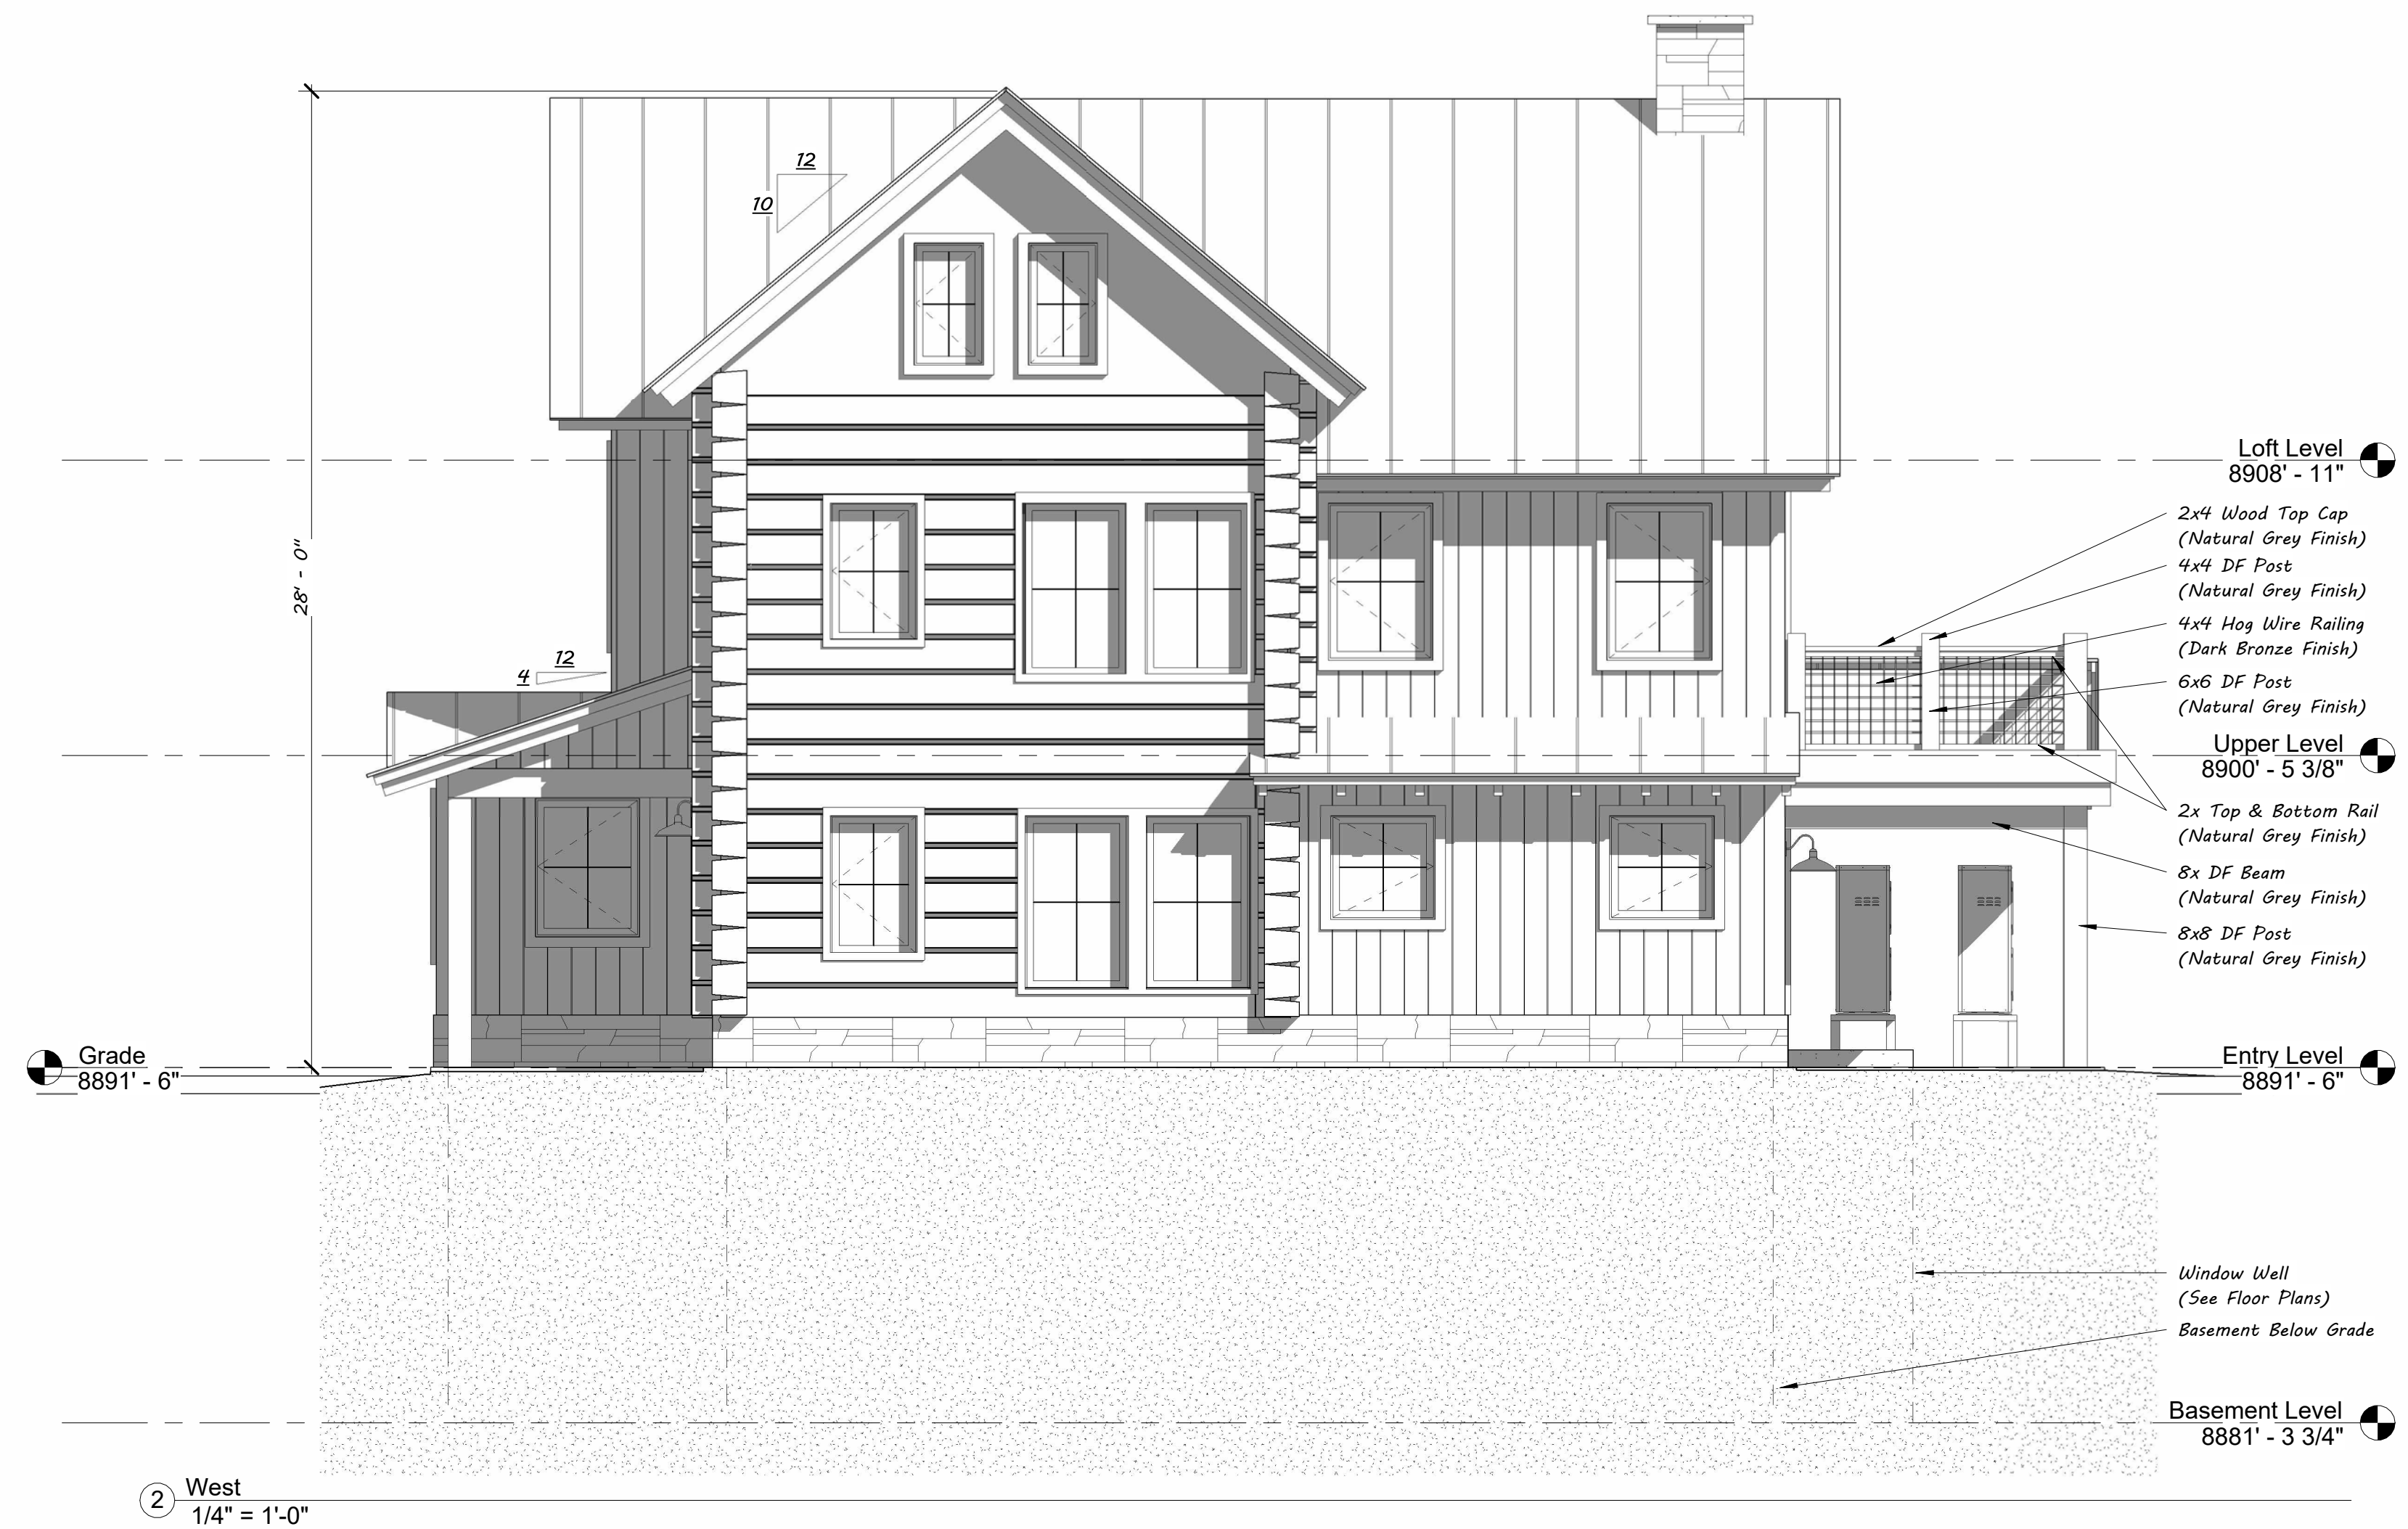 12
10
28' - 0"
12
4
Loft Level
8908' - 11"
2x4 Wood Top Cap
(Natural Grey Finish)
4x4 DF Post
(Natural Grey Finish)
4x4 Hog Wire Railing
(Dark Bronze Finish)
6x6 DF Post
(Natural Grey Finish)
Upper Level
8900' - 5 3/8"
2x Top & Bottom Rail
(Natural Grey Finish)
8x DF Beam
(Natural Grey Finish)
8x8 DF Post
(Natural Grey Finish)
Grade
8891' - 6"
Entry Level
8891' - 6"
Window Well
(See Floor Plans)
Basement Below Grade
Basement Level
8881' - 3 3/4"
2
West
1/4" = 1'-0"